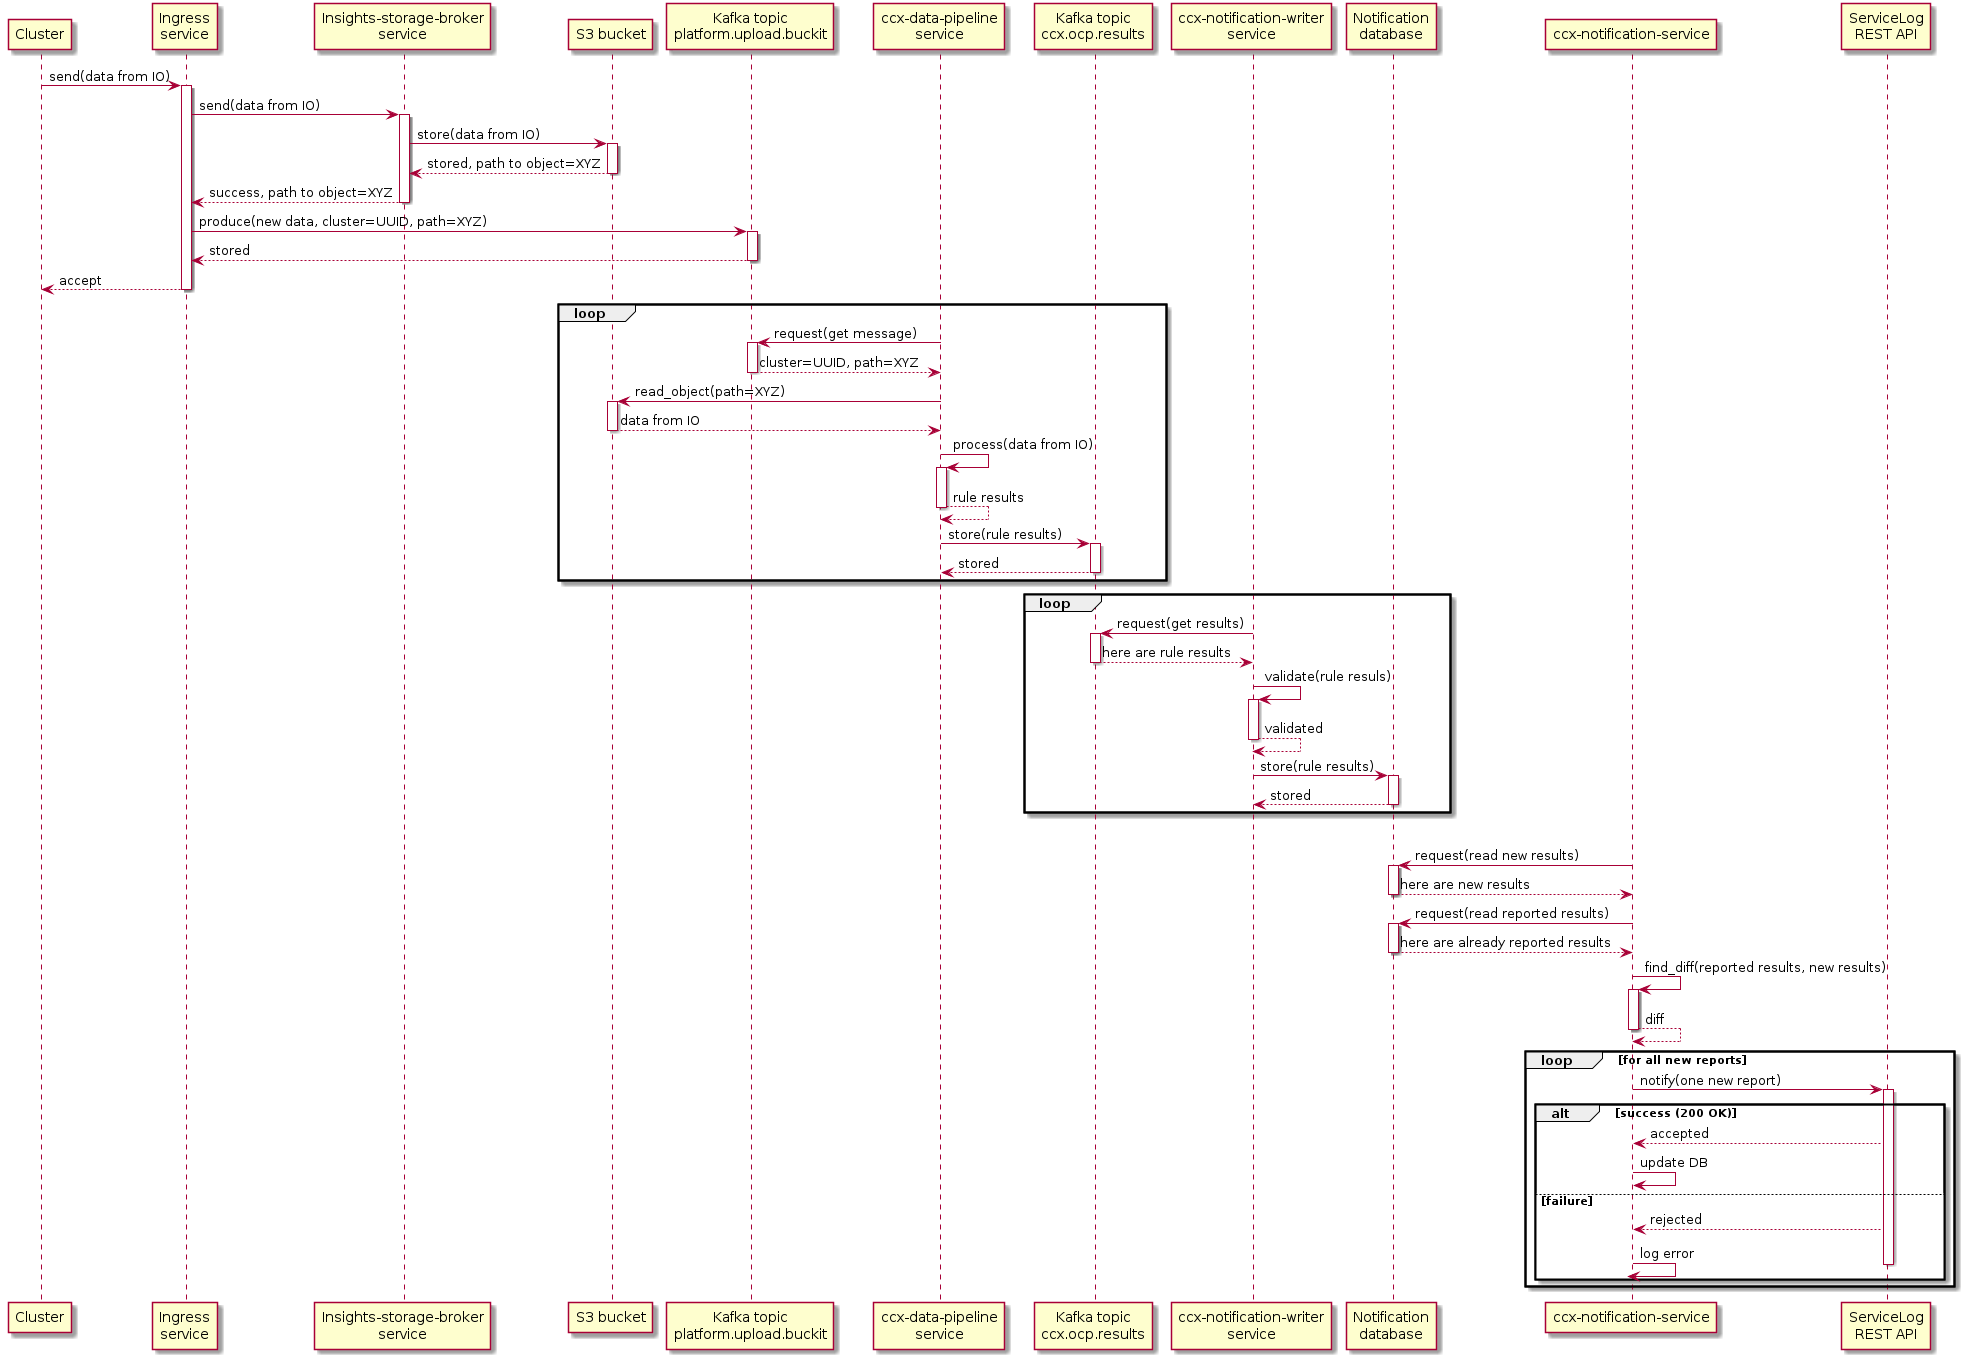 Cluster
Ingress
service
Insights-storage-broker
service
S3 bucket
Kafka topic
platform.upload.buckit
ccx-data-pipeline
service
Kafka topic
ccx.ocp.results
ccx-notification-writer
service
Notification
database
ccx-notification-service
ServiceLog
REST API
send(data from IO)
send(data from IO)
store(data from IO)
stored, path to object=XYZ
success, path to object=XYZ
produce(new data, cluster=UUID, path=XYZ)
stored
accept
loop
request(get message)
cluster=UUID, path=XYZ
read_object(path=XYZ)
data from IO
process(data from IO)
rule results
store(rule results)
stored
loop
request(get results)
here are rule results
validate(rule resuls)
validated
store(rule results)
stored
request(read new results)
here are new results
request(read reported results)
here are already reported results
find_diff(reported results, new results)
diff
loop [for all new reports]
notify(one new report)
alt [success (200 OK)]
accepted
update DB
[failure]
rejected
log error
Cluster
Ingress
service
Insights-storage-broker
service
S3 bucket
Kafka topic
platform.upload.buckit
ccx-data-pipeline
service
Kafka topic
ccx.ocp.results
ccx-notification-writer
service
Notification
database
ccx-notification-service
ServiceLog
REST API